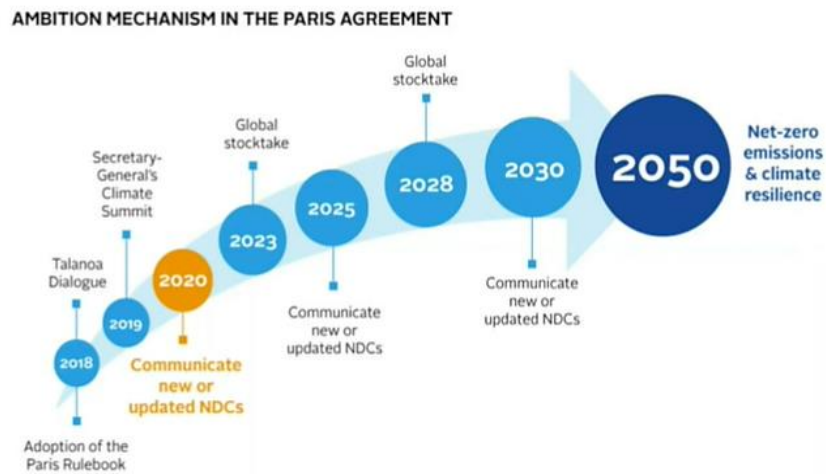 AMBITION MECHANISM IN THE PARIS AGREEMENT
Talanoa
Dialogue
2018
Adoption of the
Paris Rulebook
Secretary-
General's
Climate
Summit
2019
2020
Communicate
new or
updated NDCs
Global
stocktake
2023
2025
Communicate
new or
updated NDCs
Global
stocktake
2028
2030
Communicate
new or
updated NDCs
2050
Net-zero
emissions
& climate
resilience